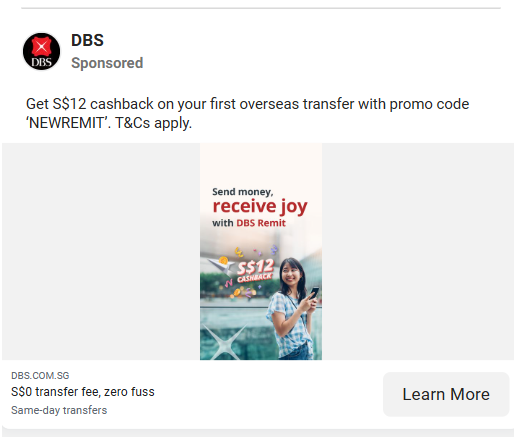 DBS
DBS
Sponsored
Get S$12 cashback on your first overseas transfer with promo code
‘NEWREMIT’. T&Cs apply.
Send money,
receive joy
with DBS Remit
S$12
CASHBACK
DBS.COM.SG
S$0 transfer fee, zero fuss
Same-day transfers
Learn More